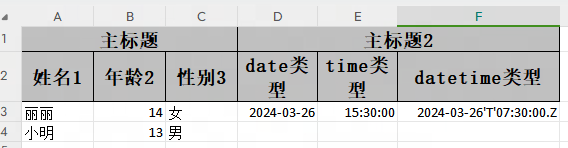 A B C D E F
1 主标题 主标题2
2 姓名1 年龄2 性别3 date类型 time类型 datetime类型
3 丽丽 14 女 2024-03-26 15:30:00 2024-03-26'T'07:30:00.Z
4 小明 13 男